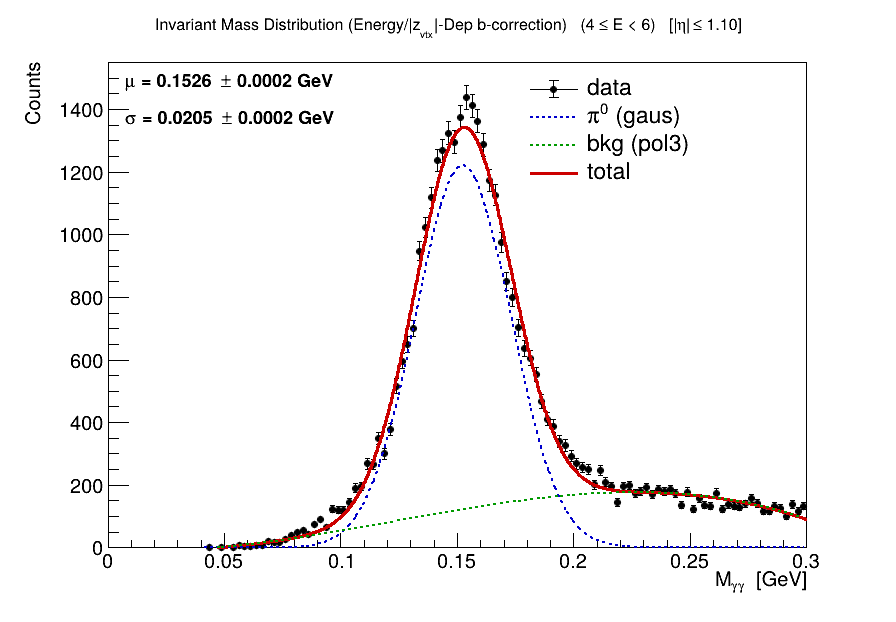 Invariant Mass Distribution (Energy/|z_vtx|-Dep b-correction) (4 ≤ E < 6) [|η| ≤ 1.10]
Counts
μ = 0.1526 ± 0.0002 GeV
σ = 0.0205 ± 0.0002 GeV
data
π⁰ (gaus)
bkg (pol3)
total
1400
1200
1000
800
600
400
200
0
0 0.05 0.1 0.15 0.2 0.25 0.3
M_γγ [GeV]